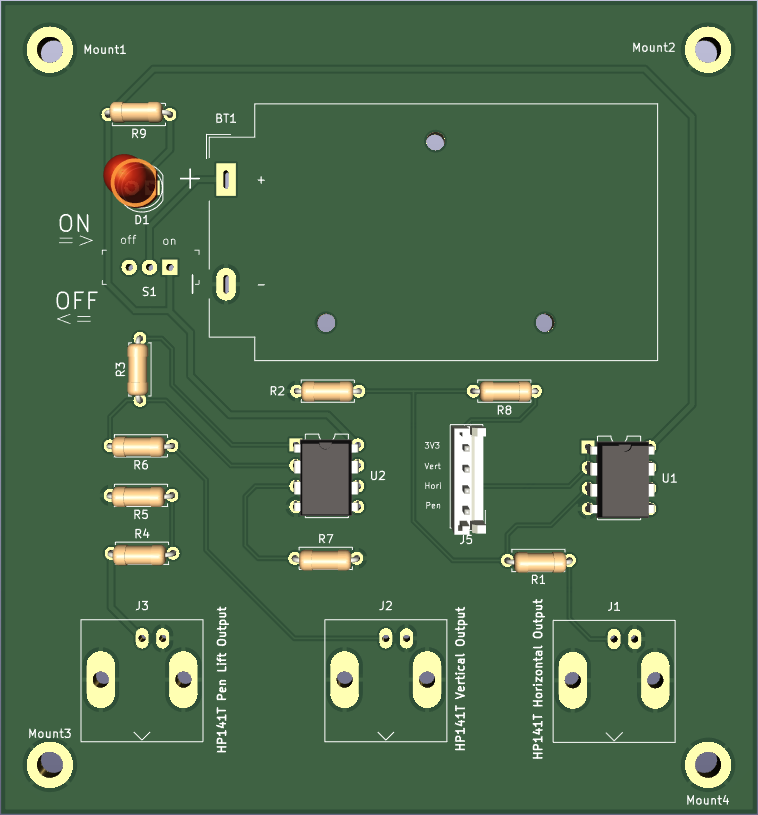 Mount1
Mount2
R9
BT1
+
+
D1
ON
=>
off
on
−
S1
OFF
<=
R3
R2
R8
3V3
Vert
Hori
Pen
R6
U2
U1
R5
J5
R4
R7
R1
J3
J2
J1
HP141T Pen Lift Output
HP141T Vertical Output
HP141T Horizontal Output
Mount3
Mount4